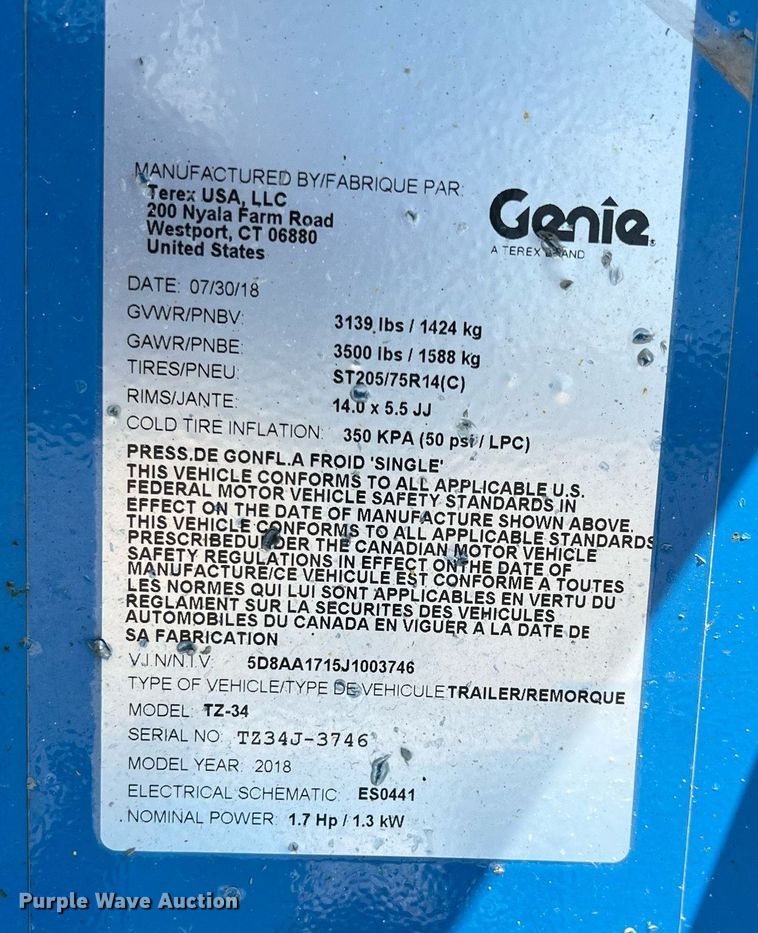 MANUFACTURED BY/FABRIQUE PAR:
Terex USA, LLC
200 Nyala Farm Road
Westport, CT 06880
United States
Genie
A TEREX BRAND
DATE: 07/30/18
GVWR/PNBV: 3139 lbs / 1424 kg
GAWR/PNBE: 3500 lbs / 1588 kg
TIRES/PNEU: ST205/75R14(C)
RIMS/JANTE: 14.0 x 5.5 JJ
COLD TIRE INFLATION: 350 KPA (50 psi / LPC)
PRESS.DE GONFL.A FROID 'SINGLE'
THIS VEHICLE CONFORMS TO ALL APPLICABLE U.S.
FEDERAL MOTOR VEHICLE SAFETY STANDARDS IN
EFFECT ON THE DATE OF MANUFACTURE SHOWN ABOVE.
THIS VEHICLE CONFORMS TO ALL APPLICABLE STANDARDS
PRESCRIBEDUNDER THE CANADIAN MOTOR VEHICLE
SAFETY REGULATIONS IN EFFECT ON THE DATE OF
MANUFACTURE/CE VEHICULE EST CONFORME A TOUTES
LES NORMES QUI LUI SONT APPLICABLES EN VERTU DU
REGLAMENT SUR LA SECURITES DES VEHICULES
AUTOMOBILES DU CANADA EN VIGUER A LA DATE DE
SA FABRICATION
V.I.N/N.I.V: 5D8AA1715J1003746
TYPE OF VEHICLE/TYPE DE VEHICULE TRAILER/REMORQUE
MODEL: TZ-34
SERIAL NO: TZ34J-3746
MODEL YEAR: 2018
ELECTRICAL SCHEMATIC: ES0441
NOMINAL POWER: 1.7 Hp / 1.3 kW
Purple Wave Auction